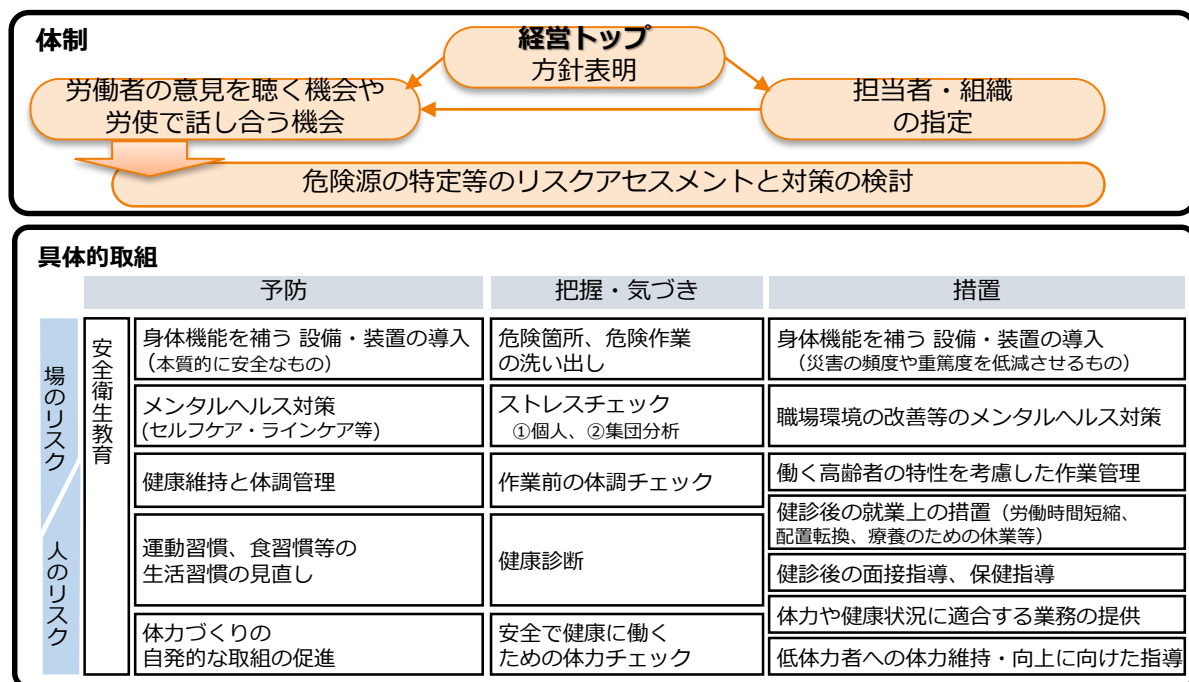 体制
経営トップ
方針表明
労働者の意見を聴く機会や
労使で話し合う機会
担当者・組織
の指定
危険源の特定等のリスクアセスメントと対策の検討
具体的取組
予防
把握・気づき
措置
場のリスク
人のリスク
安全衛生教育
身体機能を補う 設備・装置の導入
（本質的に安全なもの）
危険箇所、危険作業
の洗い出し
身体機能を補う 設備・装置の導入
（災害の頻度や重篤度を低減させるもの）
メンタルヘルス対策
(セルフケア・ラインケア等)
ストレスチェック
①個人、②集団分析
職場環境の改善等のメンタルヘルス対策
健康維持と体調管理
作業前の体調チェック
働く高齢者の特性を考慮した作業管理
運動習慣、食習慣等の
生活習慣の見直し
健康診断
健診後の就業上の措置（労働時間短縮、
配置転換、療養のための休業等）
健診後の面接指導、保健指導
体力づくりの
自発的な取組の促進
安全で健康に働く
ための体力チェック
体力や健康状況に適合する業務の提供
低体力者への体力維持・向上に向けた指導